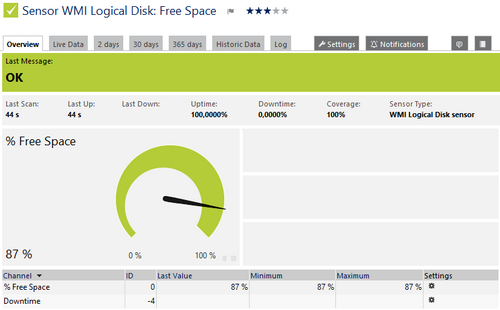 Sensor WMI Logical Disk: Free Space
Overview Live Data 2 days 30 days 365 days Historic Data Log Settings Notifications
Last Message:
OK
Last Scan: Last Up: Last Down: Uptime: Downtime: Coverage: Sensor Type:
44 s 44 s 100,0000% 0,0000% 100% WMI Logical Disk sensor
% Free Space
87 % 0 % 100 %
Channel ID Last Value Minimum Maximum Settings
% Free Space 0 87 % 87 % 87 %
Downtime -4